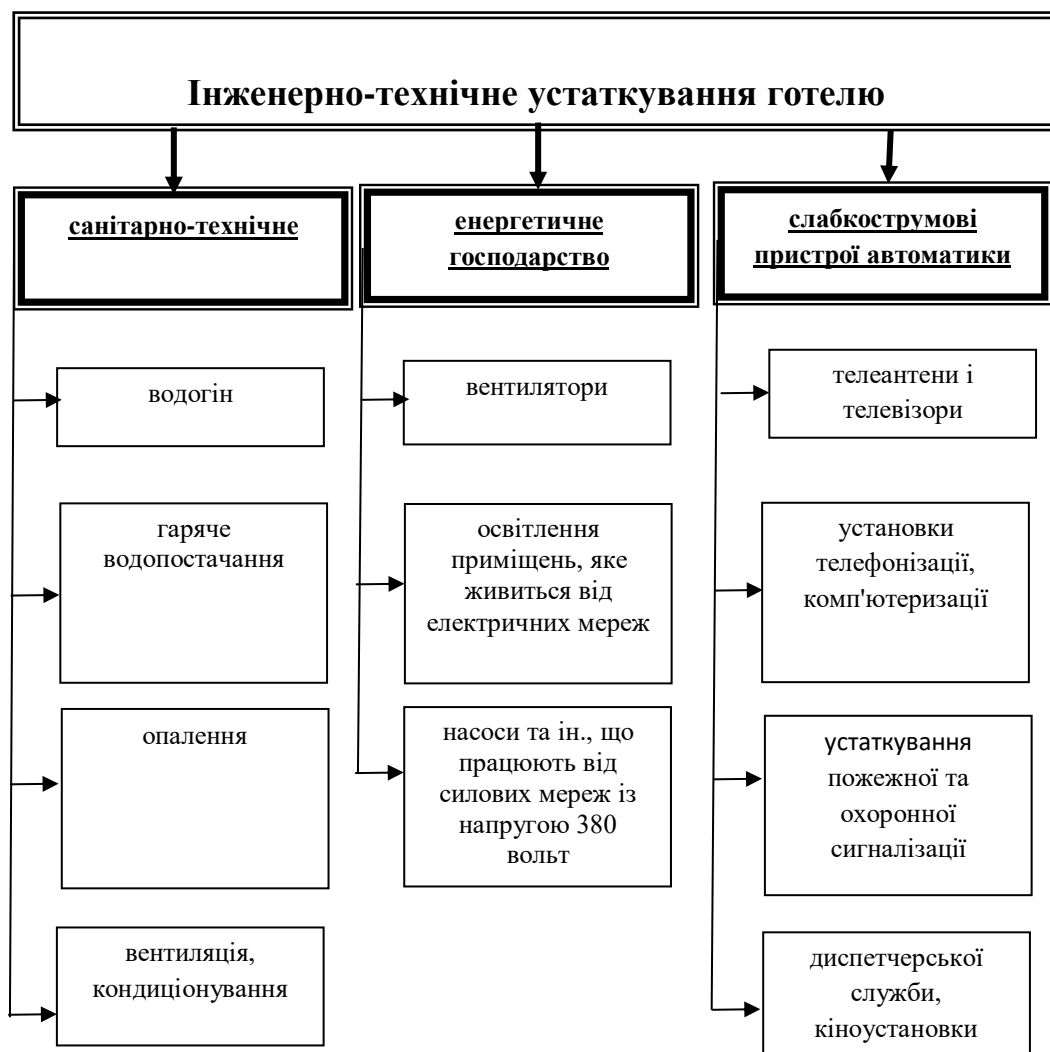 Інженерно-технічне устаткування готелю
санітарно-технічне
водогін
гаряче
водопостачання
опалення
вентиляція,
кондиціонування
енергетичне
господарство
вентилятори
освітлення
приміщень, яке
живиться від
електричних мереж
насоси та ін., що
працюють від
силових мереж із
напругою 380
вольт
слабкострумові
пристрої автоматики
телеантени і
телевізори
установки
телефонізації,
комп'ютеризації
устаткування
пожежної та
охоронної
сигналізації
диспетчерської
служби,
кіноустановки